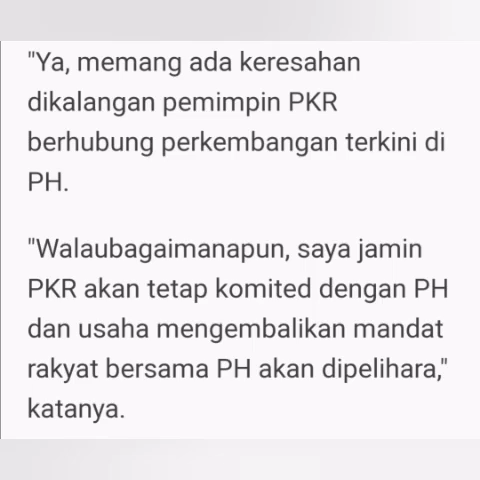 "Ya, memang ada keresahan
dikalangan pemimpin PKR
berhubung perkembangan terkini di
PH.
"Walaubagaimanapun, saya jamin
PKR akan tetap komited dengan PH
dan usaha mengembalikan mandat
rakyat bersama PH akan dipelihara,"
katanya.